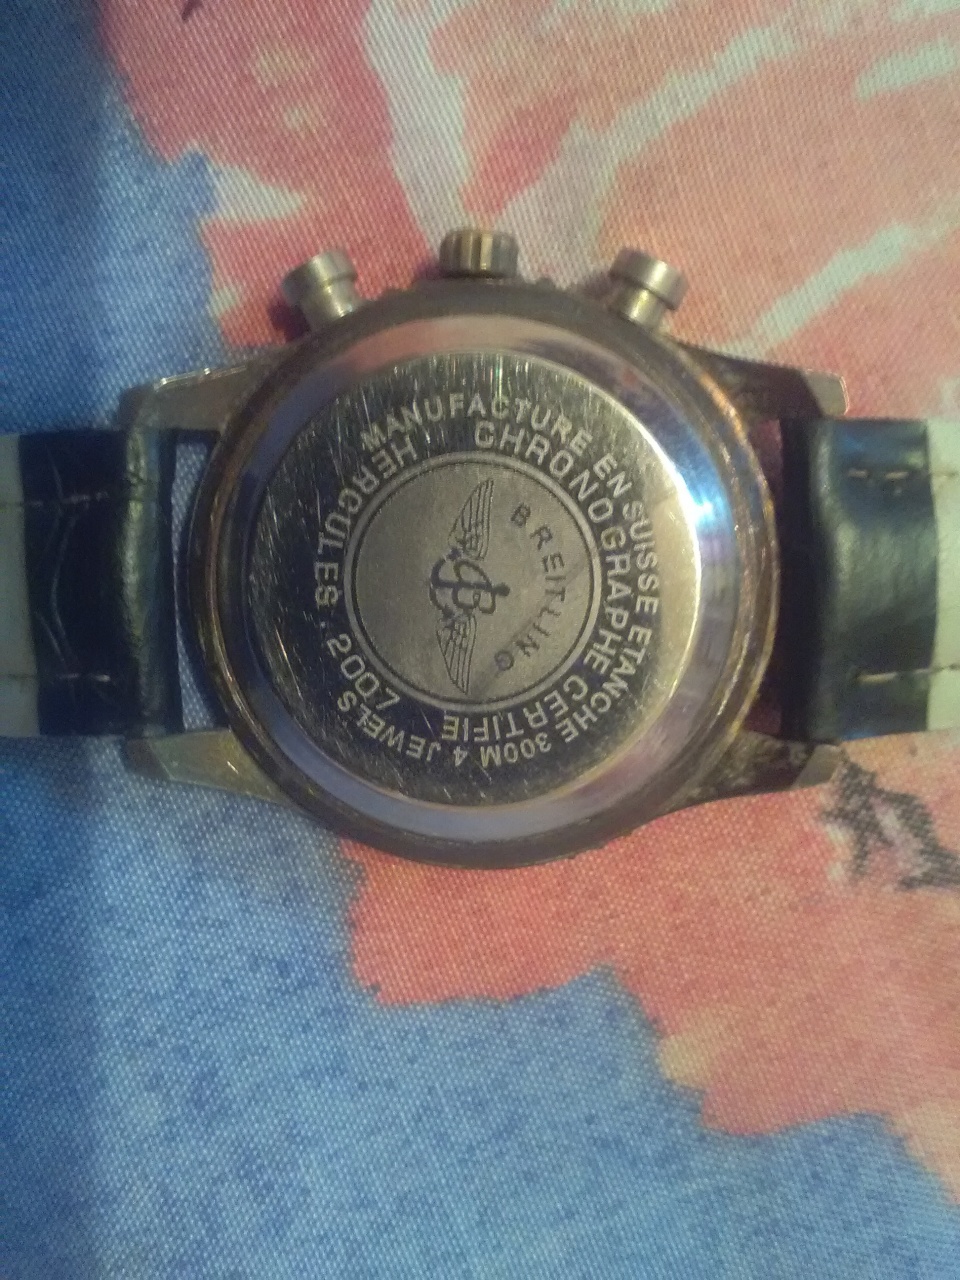 MANUFACTURE EN SUISSE ETANCHE 300M 4 JEWELS
HERCULES . 2007
CHRONOGRAPHE CERTIFIE
BREITLING
B